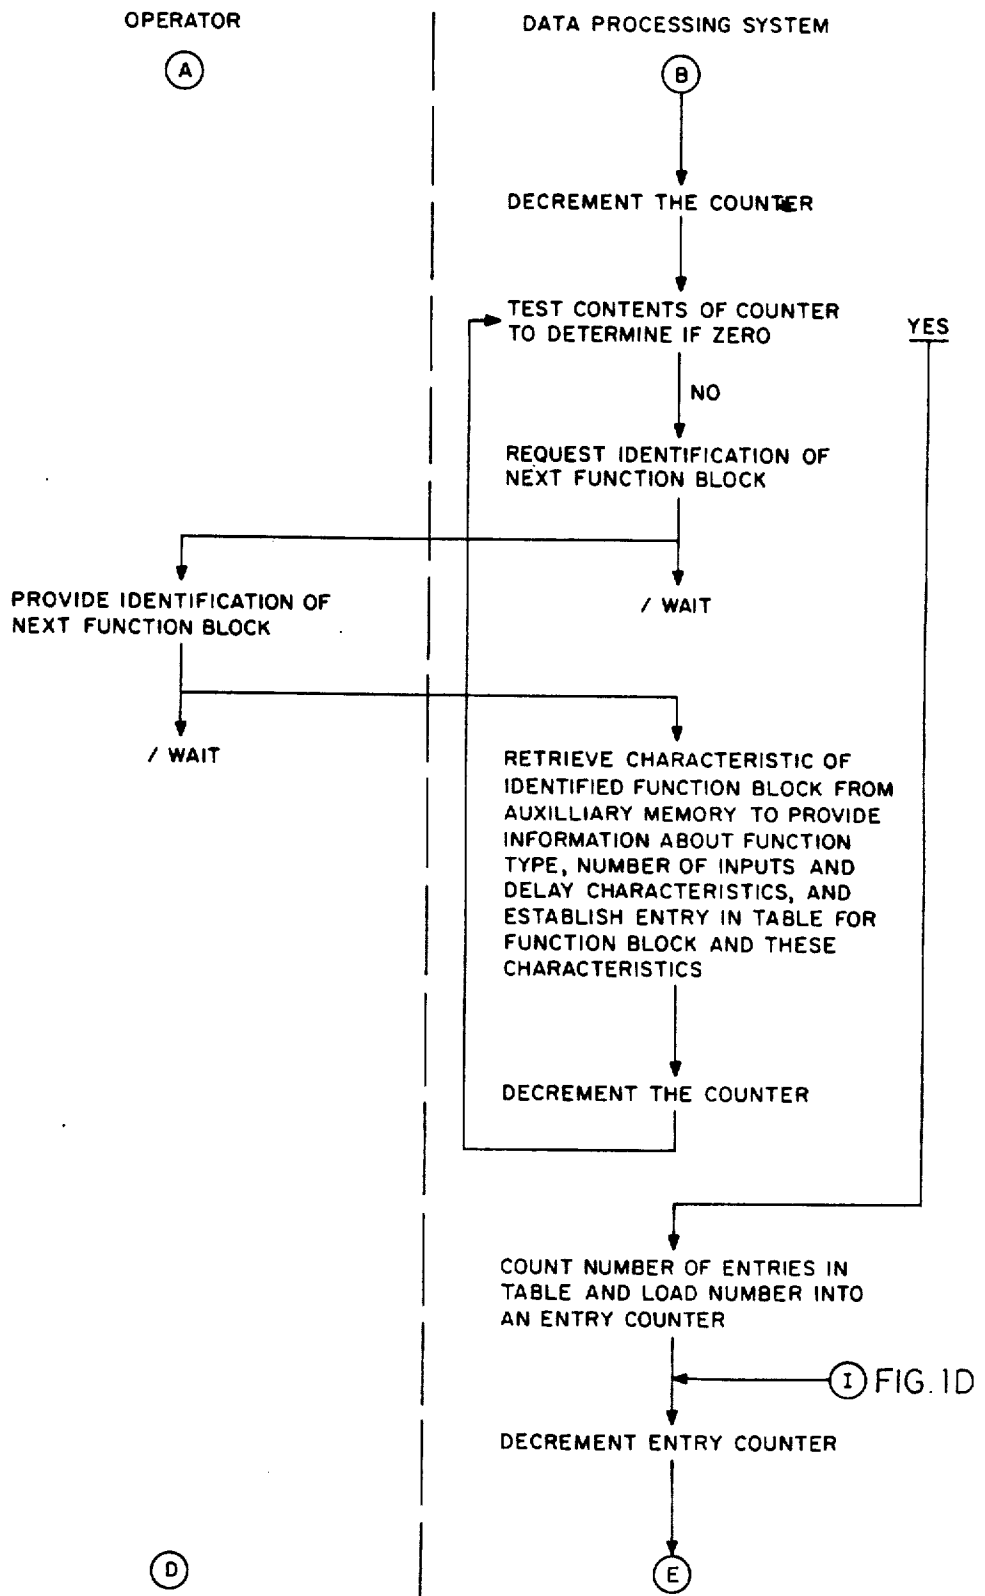 OPERATOR
DATA PROCESSING SYSTEM
A
B
DECREMENT THE COUNTER
TEST CONTENTS OF COUNTER
TO DETERMINE IF ZERO
YES
NO
REQUEST IDENTIFICATION OF
NEXT FUNCTION BLOCK
PROVIDE IDENTIFICATION OF
NEXT FUNCTION BLOCK
/ WAIT
/ WAIT
RETRIEVE CHARACTERISTIC OF
IDENTIFIED FUNCTION BLOCK FROM
AUXILLIARY MEMORY TO PROVIDE
INFORMATION ABOUT FUNCTION
TYPE, NUMBER OF INPUTS AND
DELAY CHARACTERISTICS, AND
ESTABLISH ENTRY IN TABLE FOR
FUNCTION BLOCK AND THESE
CHARACTERISTICS
DECREMENT THE COUNTER
COUNT NUMBER OF ENTRIES IN
TABLE AND LOAD NUMBER INTO
AN ENTRY COUNTER
I FIG. 1D
DECREMENT ENTRY COUNTER
D
E